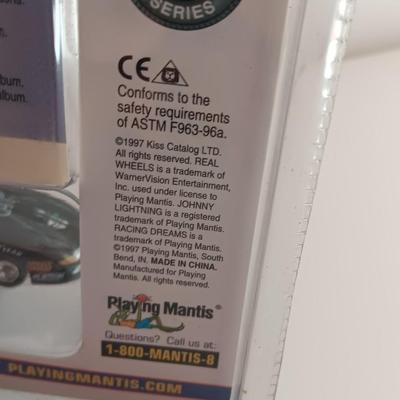 SERIES
bum.
lbum.
CE
Conforms to the
safety requirements
of ASTM F963-96a.
©1997 Kiss Catalog LTD.
All rights reserved. REAL
WHEELS is a trademark of
WarnerVision Entertainment,
Inc. used under license to
Playing Mantis. JOHNNY
LIGHTNING is a registered
trademark of Playing Mantis.
RACING DREAMS is a
trademark of Playing Mantis.
©1997 Playing Mantis, South
Bend, IN. MADE IN CHINA.
Manufactured for Playing
Mantis. All rights reserved.
Playing Mantis®
Questions? Call us at:
1-800-MANTIS-8
PLAYINGMANTIS.COM